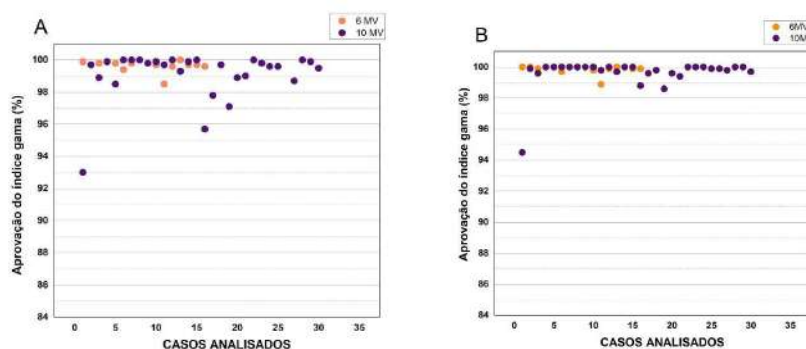 A
6 MV
10 MV
Aprovação do índice gama (%)
100
98
96
94
92
90
88
86
84
0 5 10 15 20 25 30 35
CASOS ANALISADOS
B
6MV
10M
Aprovação do índice gama (%)
100
98
96
94
92
90
88
86
84
0 5 10 15 20 25 30 35
CASOS ANALISADOS